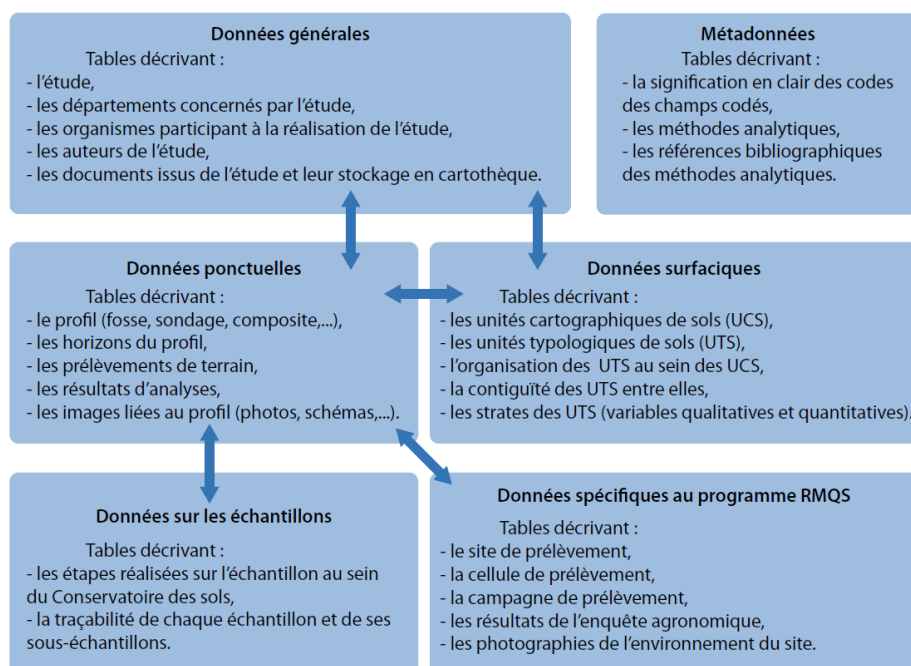 Données générales
Tables décrivant :
- l'étude,
- les départements concernés par l'étude,
- les organismes participant à la réalisation de l'étude,
- les auteurs de l'étude,
- les documents issus de l'étude et leur stockage en cartothèque.
Métadonnées
Tables décrivant :
- la signification en clair des codes
des champs codés,
- les méthodes analytiques,
- les références bibliographiques
des méthodes analytiques.
Données ponctuelles
Tables décrivant :
- le profil (fosse, sondage, composite,...),
- les horizons du profil,
- les prélèvements de terrain,
- les résultats d'analyses,
- les images liées au profil (photos, schémas,...).
Données surfaciques
Tables décrivant :
- les unités cartographiques de sols (UCS),
- les unités typologiques de sols (UTS),
- l'organisation des UTS au sein des UCS,
- la contiguïté des UTS entre elles,
- les strates des UTS (variables qualitatives et quantitatives).
Données sur les échantillons
Tables décrivant :
- les étapes réalisées sur l'échantillon au sein
du Conservatoire des sols,
- la traçabilité de chaque échantillon et de ses
sous-échantillons.
Données spécifiques au programme RMQS
Tables décrivant :
- le site de prélèvement,
- la cellule de prélèvement,
- la campagne de prélèvement,
- les résultats de l'enquête agronomique,
- les photographies de l'environnement du site.